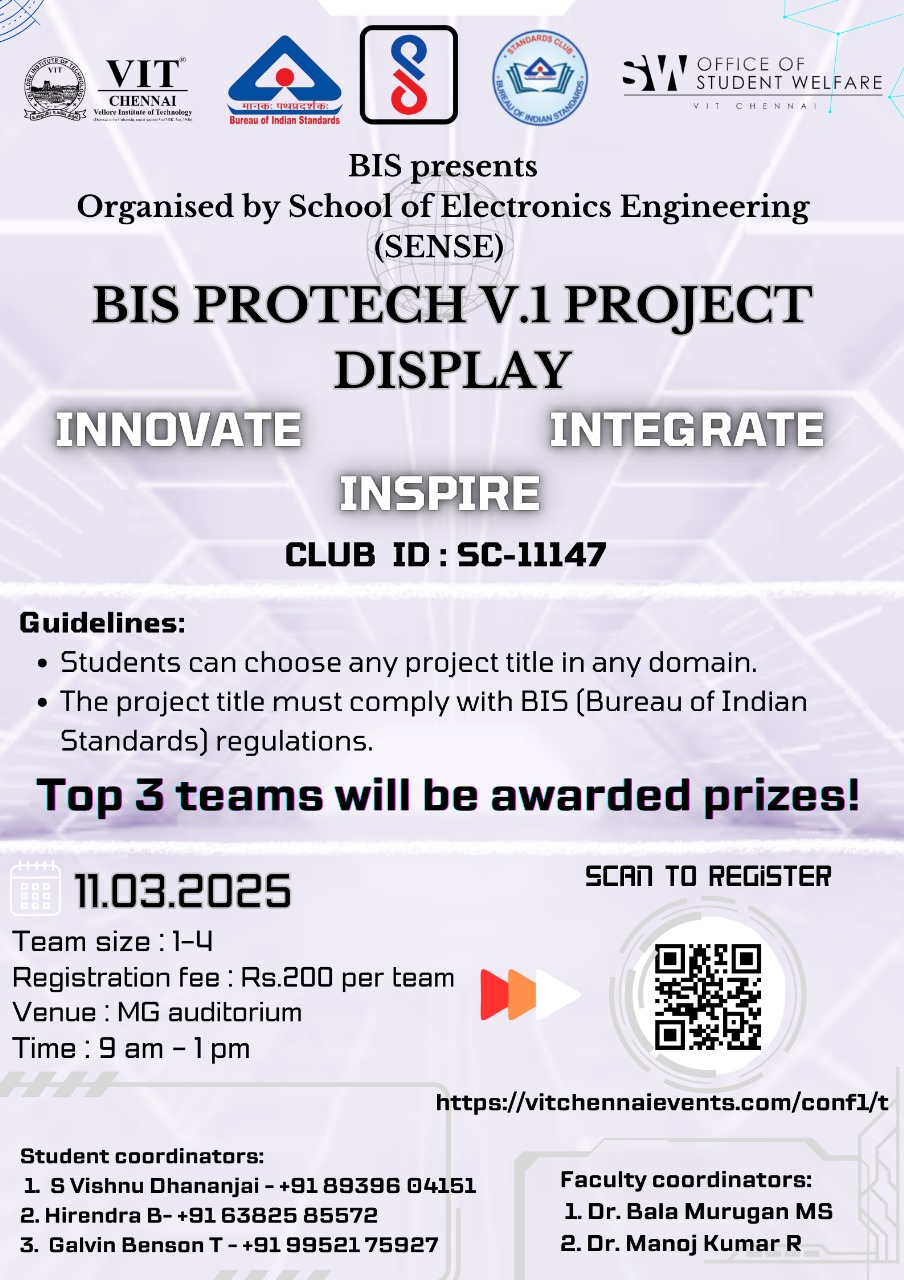 VIT®
CHENNAI
Vellore Institute of Technology
VIT
मानकः पथप्रदर्शकः
Bureau of Indian Standards
STANDARDS CLUB
BUREAU OF INDIAN STANDARDS
SW OFFICE OF
STUDENT WELFARE
VIT CHENNAI
BIS presents
Organised by School of Electronics Engineering
(SENSE)
BIS PROTECH V.1 PROJECT
DISPLAY
INNOVATE INTEGRATE
INSPIRE
CLUB ID : SC-11147
Guidelines:
• Students can choose any project title in any domain.
• The project title must comply with BIS (Bureau of Indian
Standards) regulations.
Top 3 teams will be awarded prizes!
11.03.2025
Team size : 1-4
Registration fee : Rs.200 per team
Venue : MG auditorium
Time : 9 am - 1 pm
SCAN TO REGISTER
https://vitchennaievents.com/conf1/t
Student coordinators:
1. S Vishnu Dhananjai - +91 89396 04151
2. Hirendra B- +91 63825 85572
3. Galvin Benson T - +91 99521 75927
Faculty coordinators:
1. Dr. Bala Murugan MS
2. Dr. Manoj Kumar R